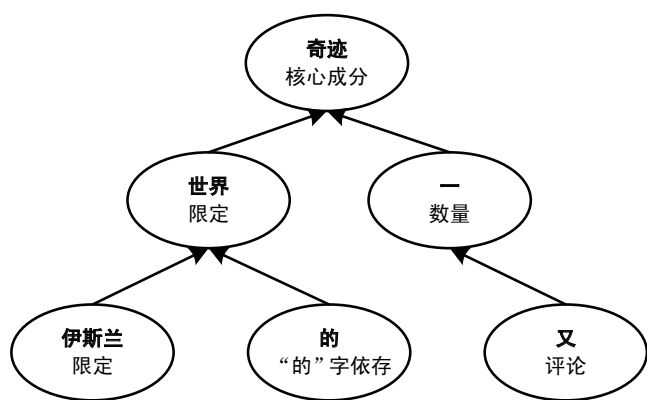 奇迹
核心成分
世界
限定
一
数量
伊斯兰
限定
的
“的”字依存
又
评论